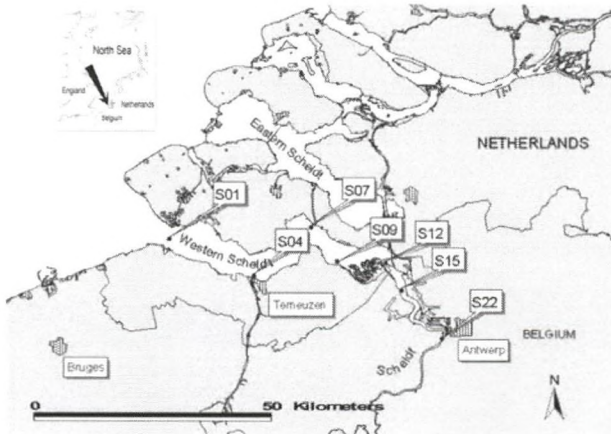 North Sea
England
Netherlands
Belgium
NETHERLANDS
Eastern Scheldt
S01
S07
S04
S09
S12
Western Scheldt
S15
Terneuzen
S22
BELGIUM
Antwerp
Bruges
Scheldt
N
0 50 Kilometers